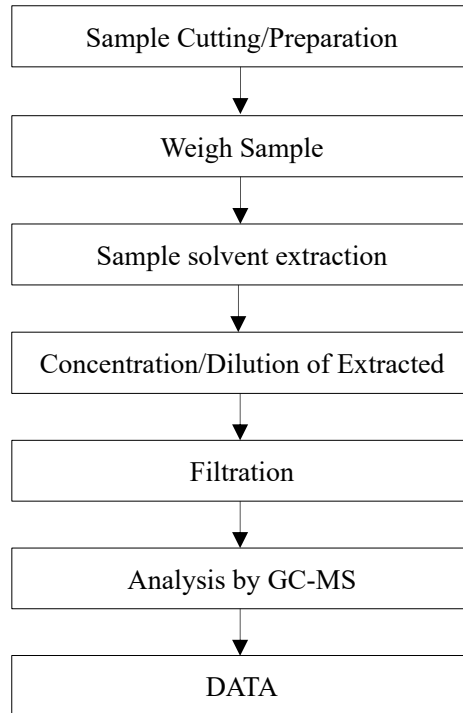 Sample Cutting/Preparation
Weigh Sample
Sample solvent extraction
Concentration/Dilution of Extracted
Filtration
Analysis by GC-MS
DATA